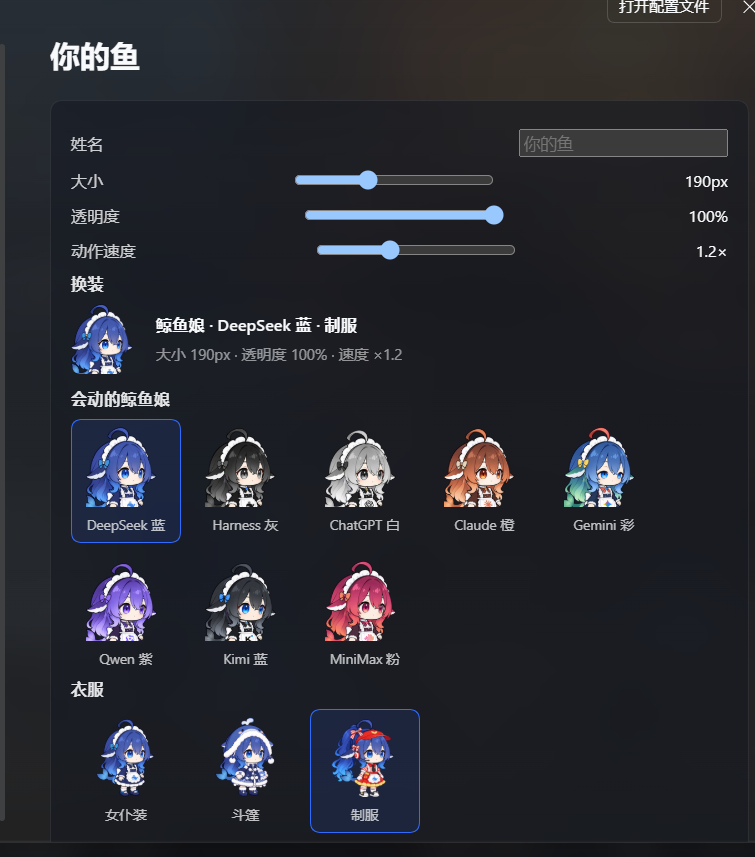 打开配置文件
你的鱼
姓名 你的鱼
大小 190px
透明度 100%
动作速度 1.2×
换装
鲸鱼娘 · DeepSeek 蓝 · 制服
大小 190px · 透明度 100% · 速度 ×1.2
会动的鲸鱼娘
DeepSeek 蓝 Harness 灰 ChatGPT 白 Claude 橙 Gemini 彩
Qwen 紫 Kimi 蓝 MiniMax 粉
衣服
女仆装 斗篷 制服